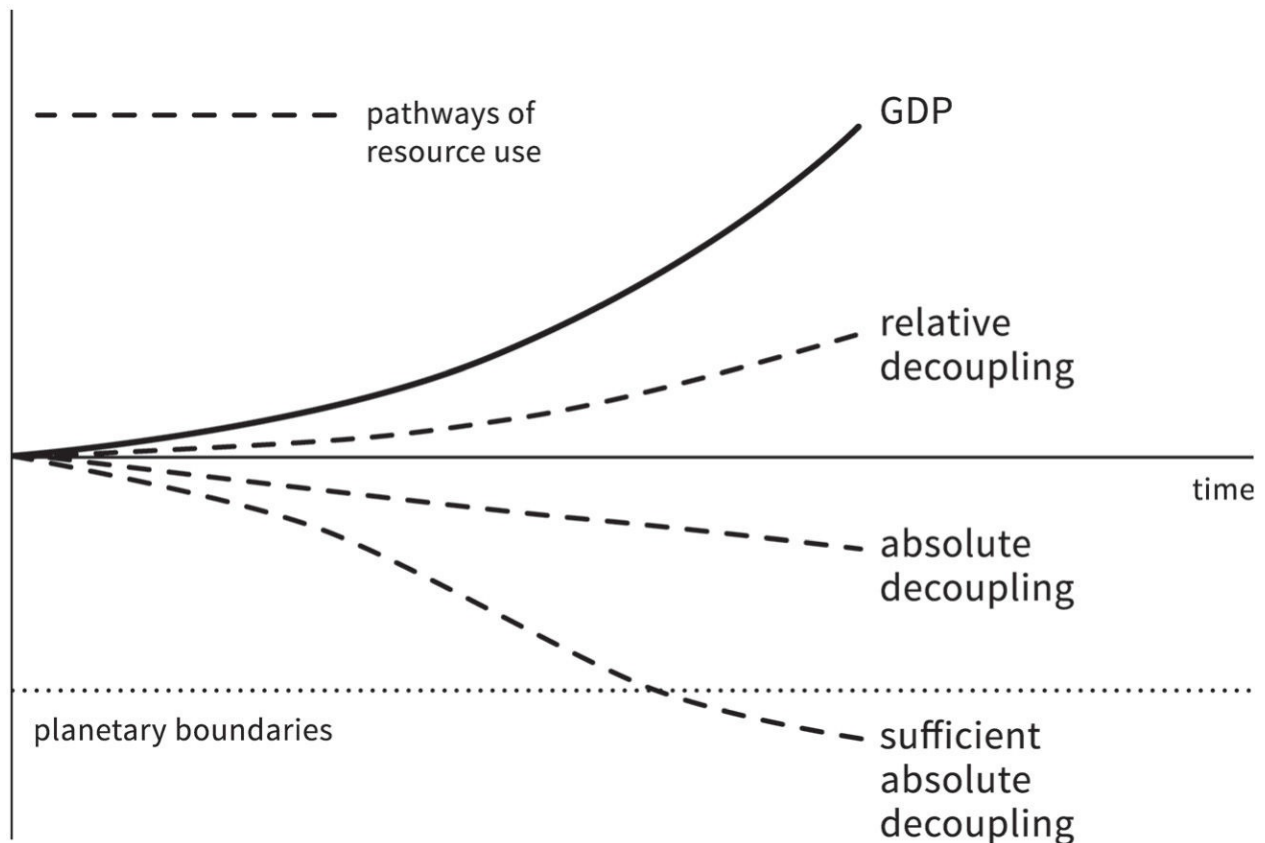 pathways of
resource use
GDP
relative
decoupling
time
absolute
decoupling
planetary boundaries
sufficient
absolute
decoupling